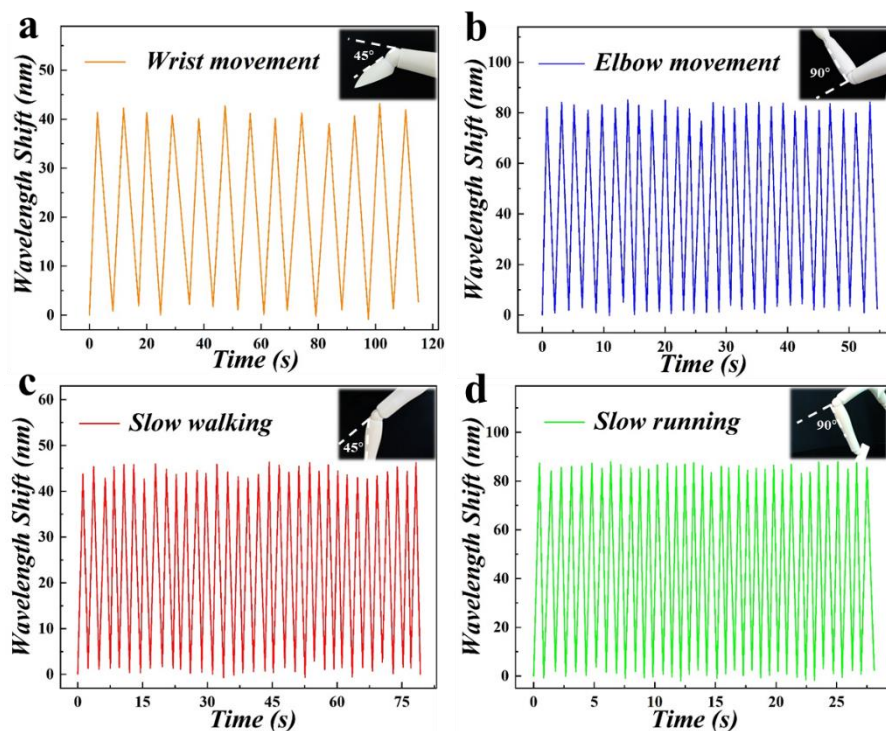 a
Wrist movement
45°
Wavelength Shift (nm)
50
40
30
20
10
0
0 20 40 60 80 100 120
Time (s)
b
Elbow movement
90°
Wavelength Shift (nm)
100
80
60
40
20
0
0 10 20 30 40 50
Time (s)
c
Slow walking
45°
Wavelength Shift (nm)
60
50
40
30
20
10
0
0 15 30 45 60 75
Time (s)
d
Slow running
90°
Wavelength Shift (nm)
100
80
60
40
20
0
0 5 10 15 20 25
Time (s)